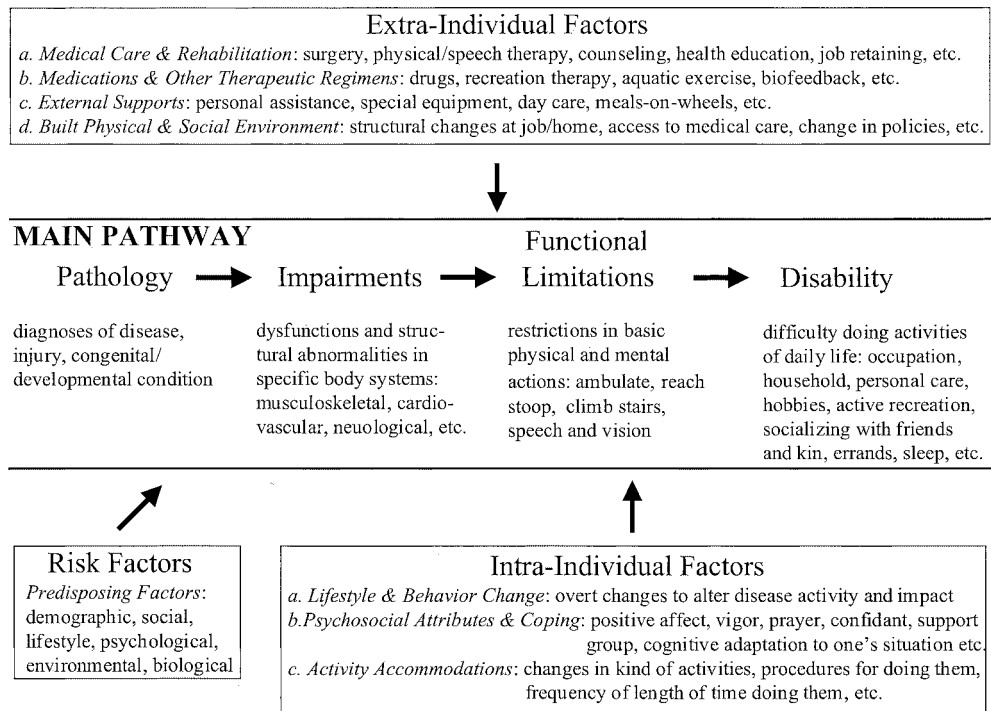 Extra-Individual Factors
a. Medical Care & Rehabilitation: surgery, physical/speech therapy, counseling, health education, job retaining, etc.
b. Medications & Other Therapeutic Regimens: drugs, recreation therapy, aquatic exercise, biofeedback, etc.
c. External Supports: personal assistance, special equipment, day care, meals-on-wheels, etc.
d. Built Physical & Social Environment: structural changes at job/home, access to medical care, change in policies, etc.
MAIN PATHWAY
Pathology
diagnoses of disease,
injury, congenital/
developmental condition
Impairments
dysfunctions and struc-
tural abnormalities in
specific body systems:
musculoskeletal, cardio-
vascular, neuological, etc.
Functional
Limitations
restrictions in basic
physical and mental
actions: ambulate, reach
stoop, climb stairs,
speech and vision
Disability
difficulty doing activities
of daily life: occupation,
household, personal care,
hobbies, active recreation,
socializing with friends
and kin, errands, sleep, etc.
Risk Factors
Predisposing Factors:
demographic, social,
lifestyle, psychological,
environmental, biological
Intra-Individual Factors
a. Lifestyle & Behavior Change: overt changes to alter disease activity and impact
b.Psychosocial Attributes & Coping: positive affect, vigor, prayer, confidant, support
group, cognitive adaptation to one's situation etc.
c. Activity Accommodations: changes in kind of activities, procedures for doing them,
frequency of length of time doing them, etc.